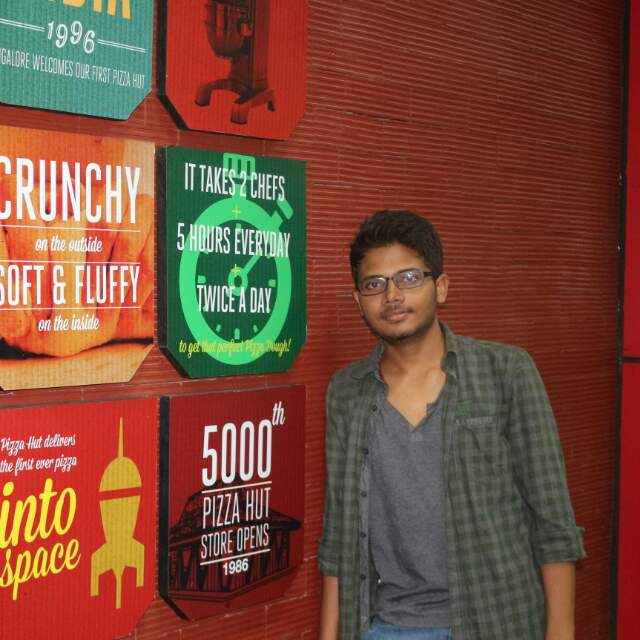 1996
GALORE WELCOMES OUR FIRST PIZZA HUT
CRUNCHY
on the outside
SOFT & FLUFFY
on the inside
IT TAKES 2 CHEFS
+
5 HOURS EVERYDAY
+
TWICE A DAY
to get that perfect Pizza Dough!
Pizza Hut delivers
the first ever pizza
into
space
5000th
PIZZA HUT
STORE OPENS
1986